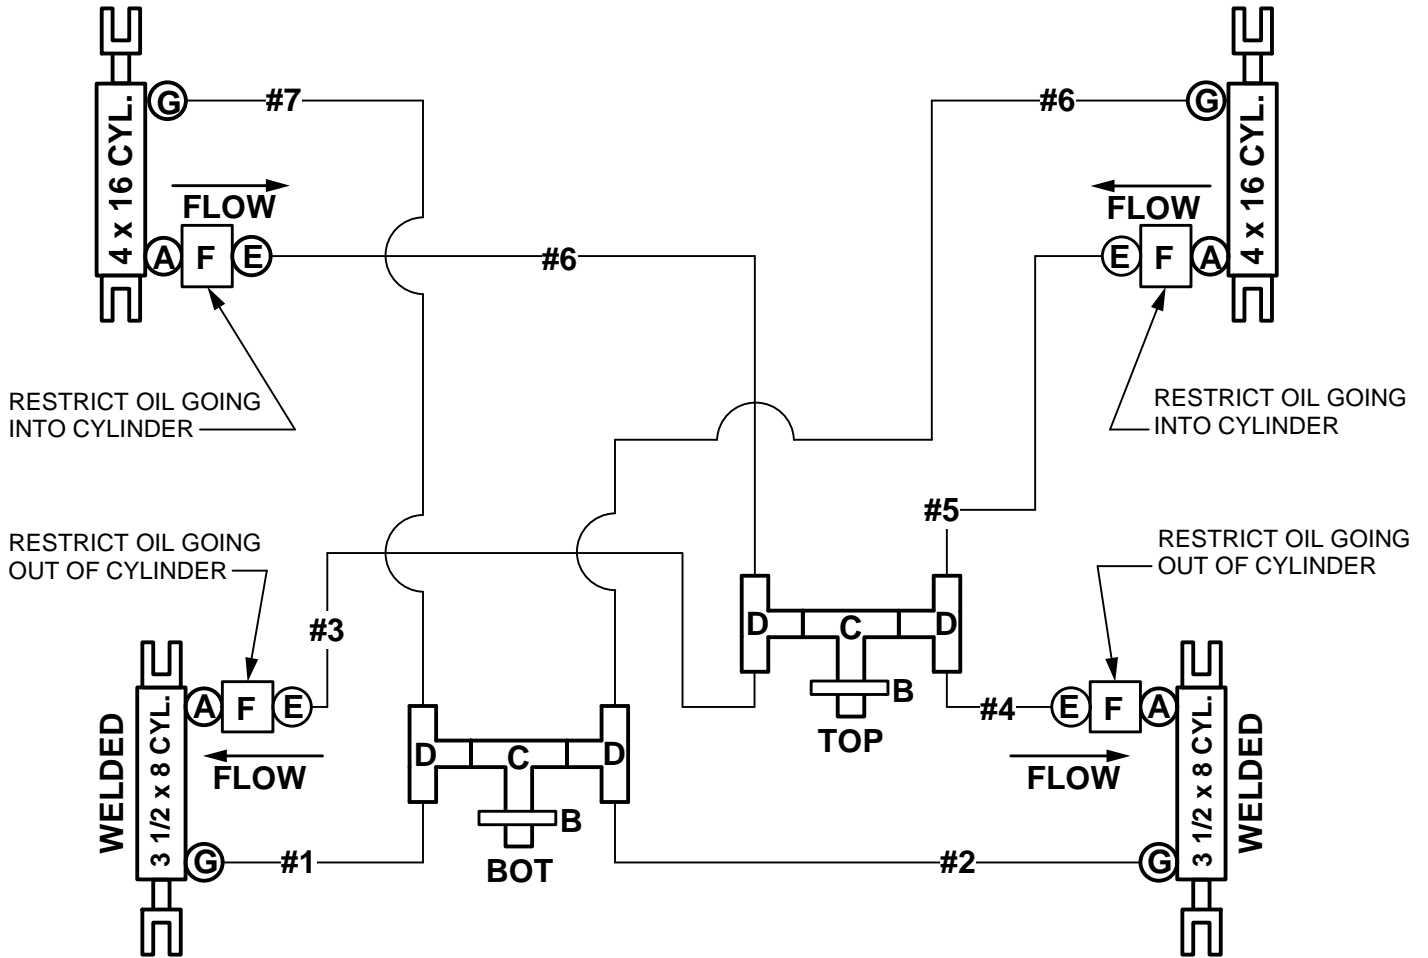 4 x 16 CYL.
G
#7
#6
G
4 x 16 CYL.
FLOW
FLOW
A
F
E
#6
E
F
A
RESTRICT OIL GOING
INTO CYLINDER
RESTRICT OIL GOING
INTO CYLINDER
#5
RESTRICT OIL GOING
OUT OF CYLINDER
RESTRICT OIL GOING
OUT OF CYLINDER
#3
D
C
D
B
TOP
#4
WELDED
3 1/2 x 8 CYL.
A
F
E
FLOW
G
#1
D
C
D
B
BOT
#2
E
F
A
FLOW
G
3 1/2 x 8 CYL.
WELDED